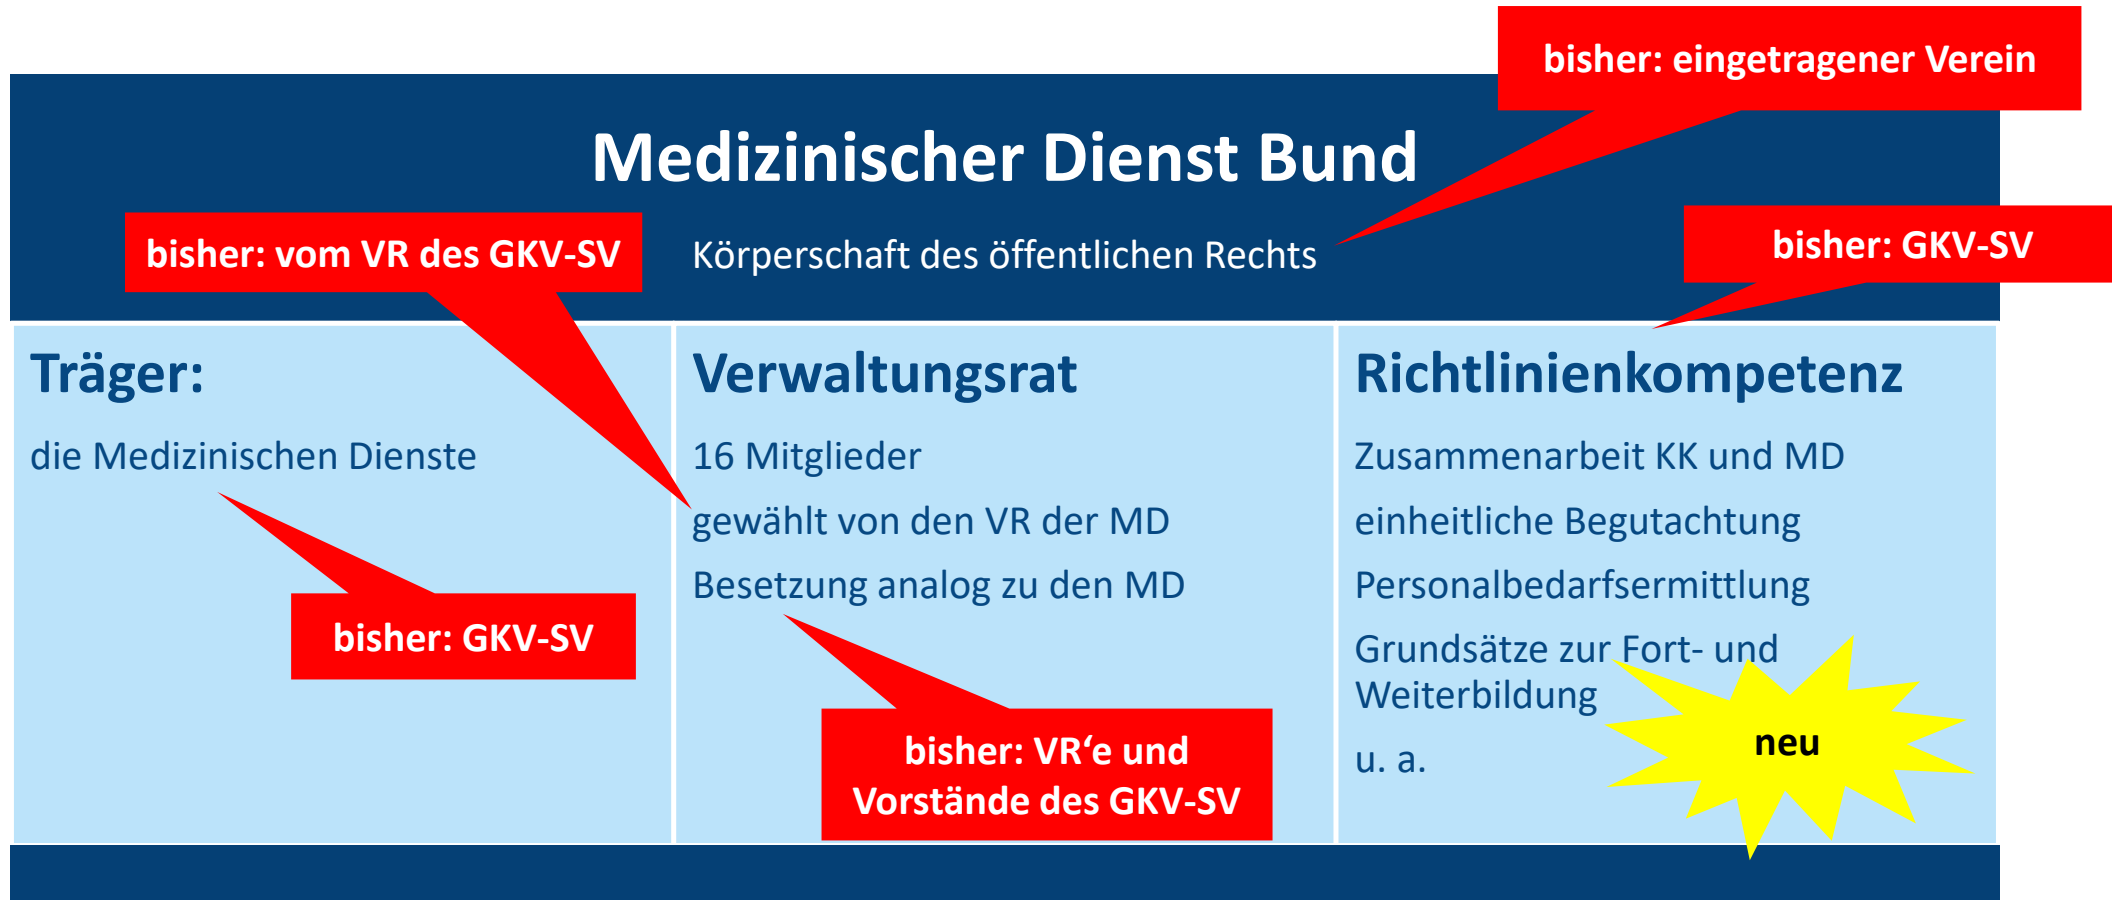 bisher: eingetragener Verein
Medizinischer Dienst Bund
bisher: vom VR des GKV-SV
Körperschaft des öffentlichen Rechts
bisher: GKV-SV
Träger:
die Medizinischen Dienste
bisher: GKV-SV
Verwaltungsrat
16 Mitglieder
gewählt von den VR der MD
Besetzung analog zu den MD
bisher: VR‘e und
Vorstände des GKV-SV
Richtlinienkompetenz
Zusammenarbeit KK und MD
einheitliche Begutachtung
Personalbedarfsermittlung
Grundsätze zur Fort- und
Weiterbildung
u. a.
neu